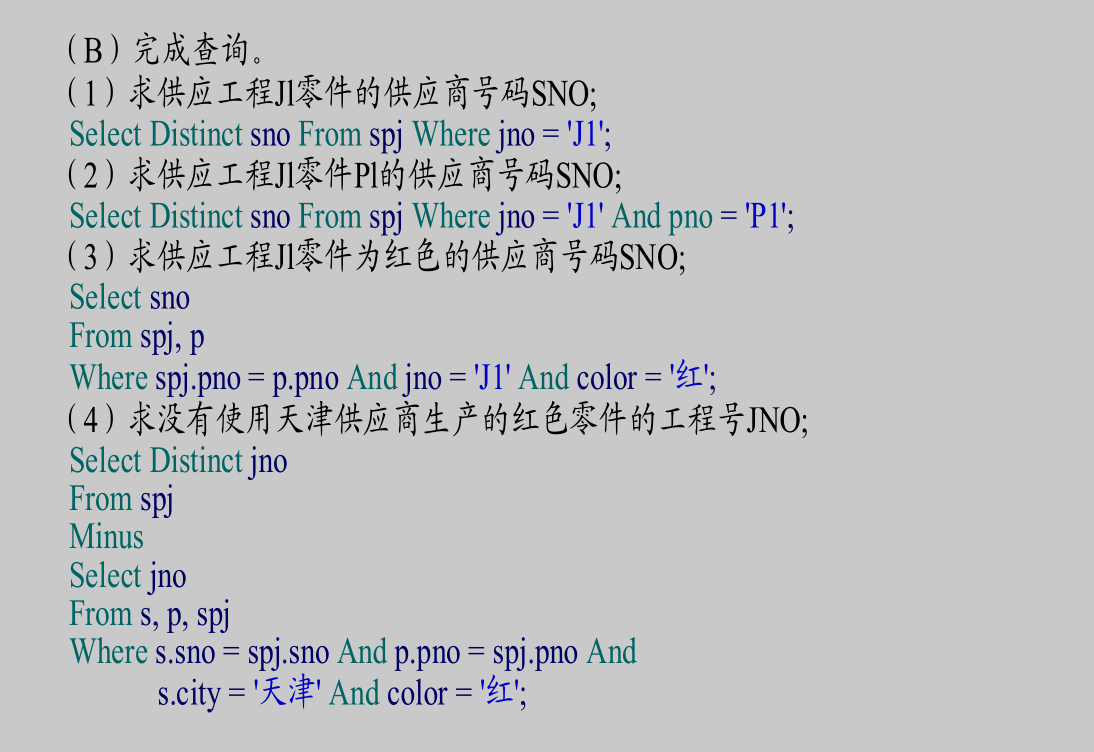 （B）完成查询。
（1）求供应工程Jl零件的供应商号码SNO;
Select Distinct sno From spj Where jno = 'J1';
（2）求供应工程Jl零件Pl的供应商号码SNO;
Select Distinct sno From spj Where jno = 'J1' And pno = 'P1';
（3）求供应工程Jl零件为红色的供应商号码SNO;
Select sno
From spj, p
Where spj.pno = p.pno And jno = 'J1' And color = '红';
（4）求没有使用天津供应商生产的红色零件的工程号JNO;
Select Distinct jno
From spj
Minus
Select jno
From s, p, spj
Where s.sno = spj.sno And p.pno = spj.pno And
s.city = '天津' And color = '红';